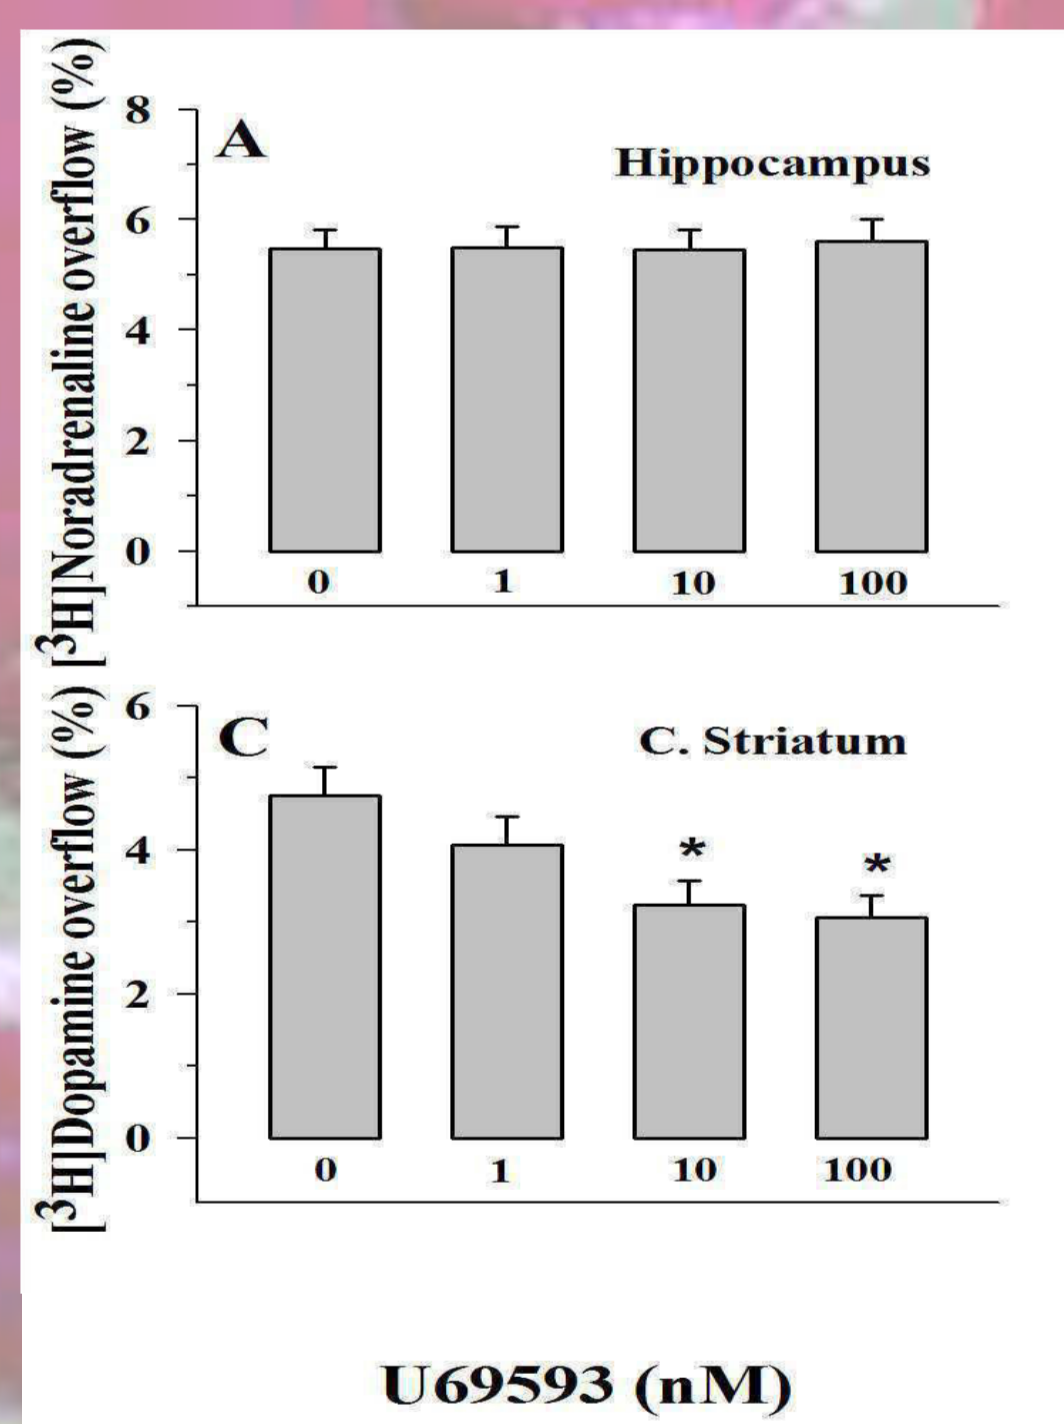 [³H]Noradrenaline overflow (%)
8
6
4
2
0
A
Hippocampus
0 1 10 100
[³H]Dopamine overflow (%)
6
4
2
0
C
C. Striatum
*
*
0 1 10 100
U69593 (nM)